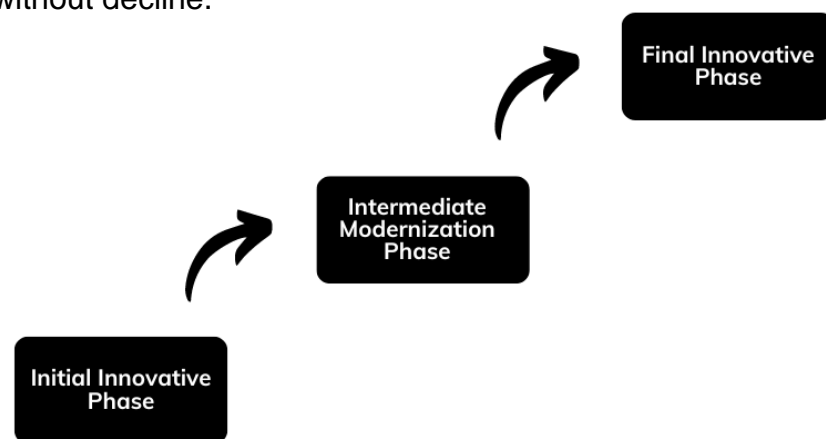 without decline.
Final Innovative
Phase
Intermediate
Modernization
Phase
Initial Innovative
Phase